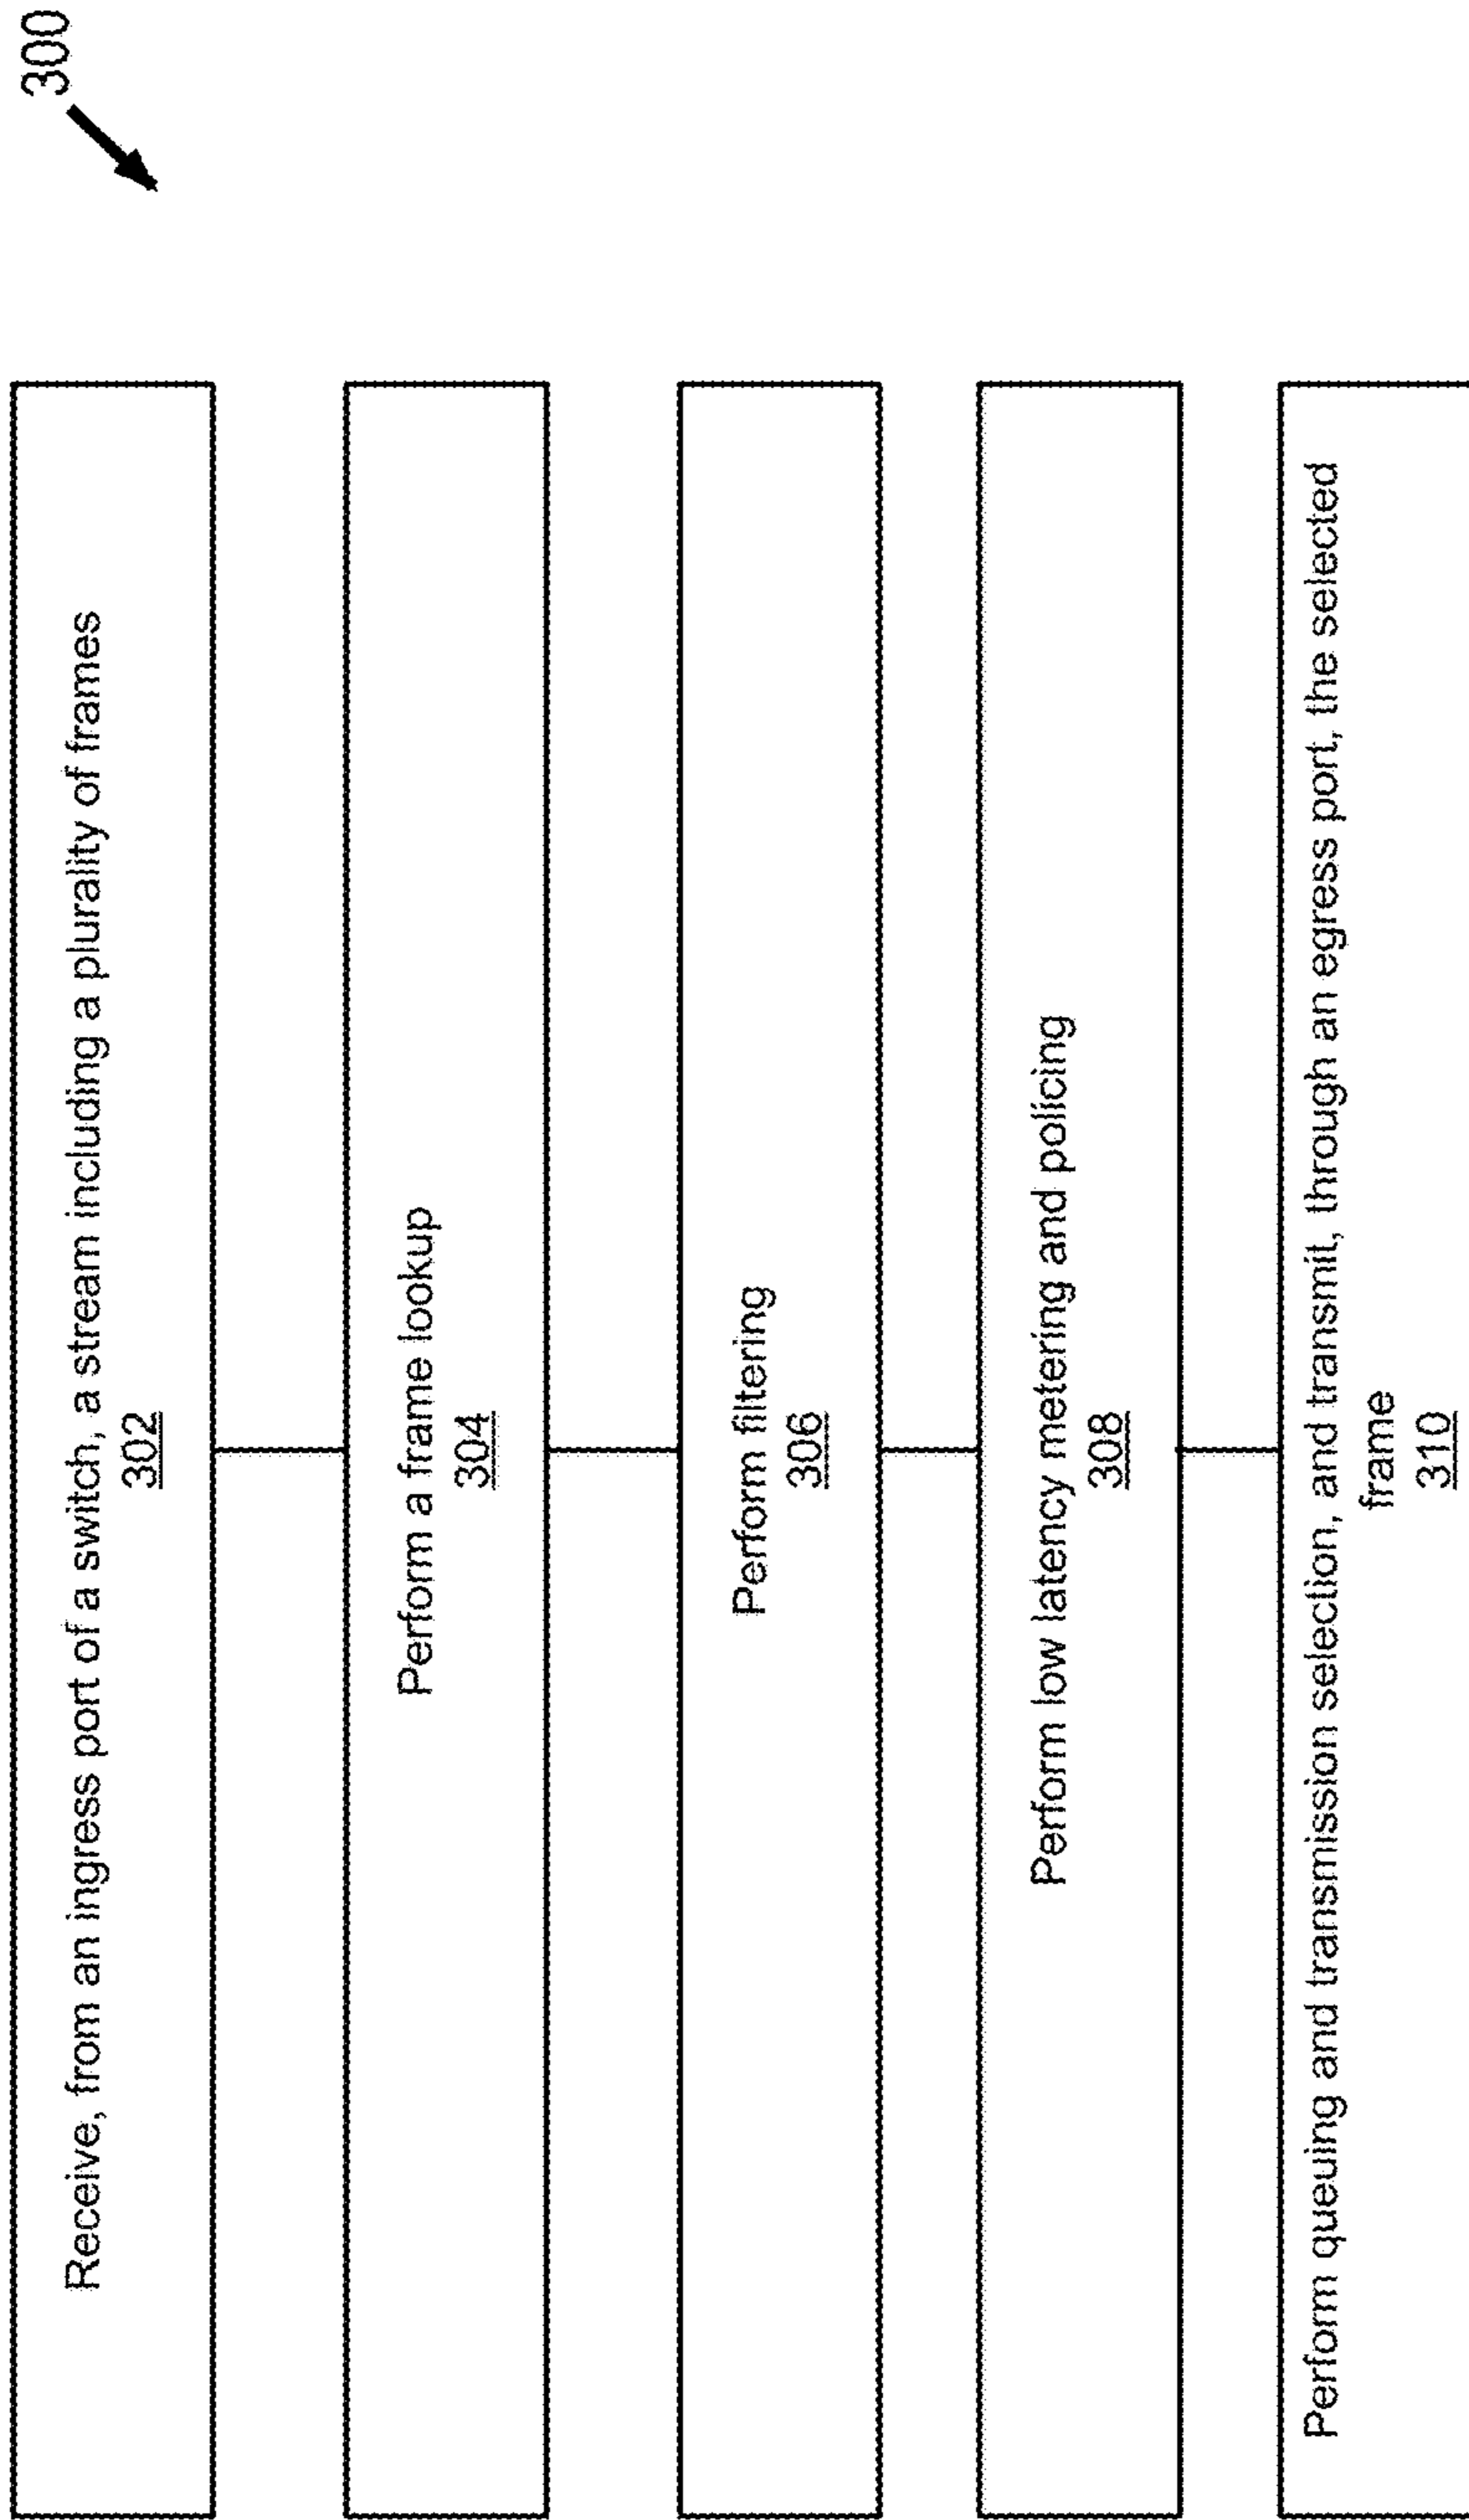 300
Receive, from an ingress port of a switch, a stream including a plurality of frames
302
Perform a frame lookup
304
Perform filtering
306
Perform low latency metering and policing
308
Perform queuing and transmission selection, and transmit, through an egress port, the selected
frame
310